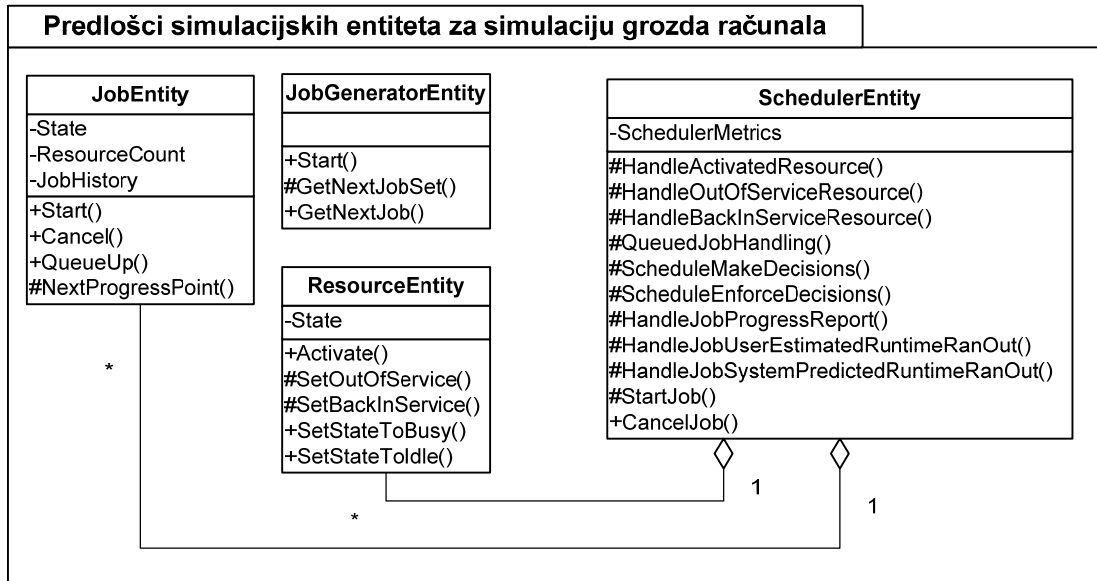 Predlošci simulacijskih entiteta za simulaciju grozda računala
JobEntity
-State
-ResourceCount
-JobHistory
+Start()
+Cancel()
+QueueUp()
#NextProgressPoint()
JobGeneratorEntity
+Start()
#GetNextJobSet()
+GetNextJob()
ResourceEntity
-State
+Activate()
#SetOutOfService()
#SetBackInService()
+SetStateToBusy()
+SetStateToIdle()
SchedulerEntity
-SchedulerMetrics
#HandleActivatedResource()
#HandleOutOfServiceResource()
#HandleBackInServiceResource()
#QueuedJobHandling()
#ScheduleMakeDecisions()
#ScheduleEnforceDecisions()
#HandleJobProgressReport()
#HandleJobUserEstimatedRuntimeRanOut()
#HandleJobSystemPredictedRuntimeRanOut()
#StartJob()
+CancelJob()
*
1
*
1